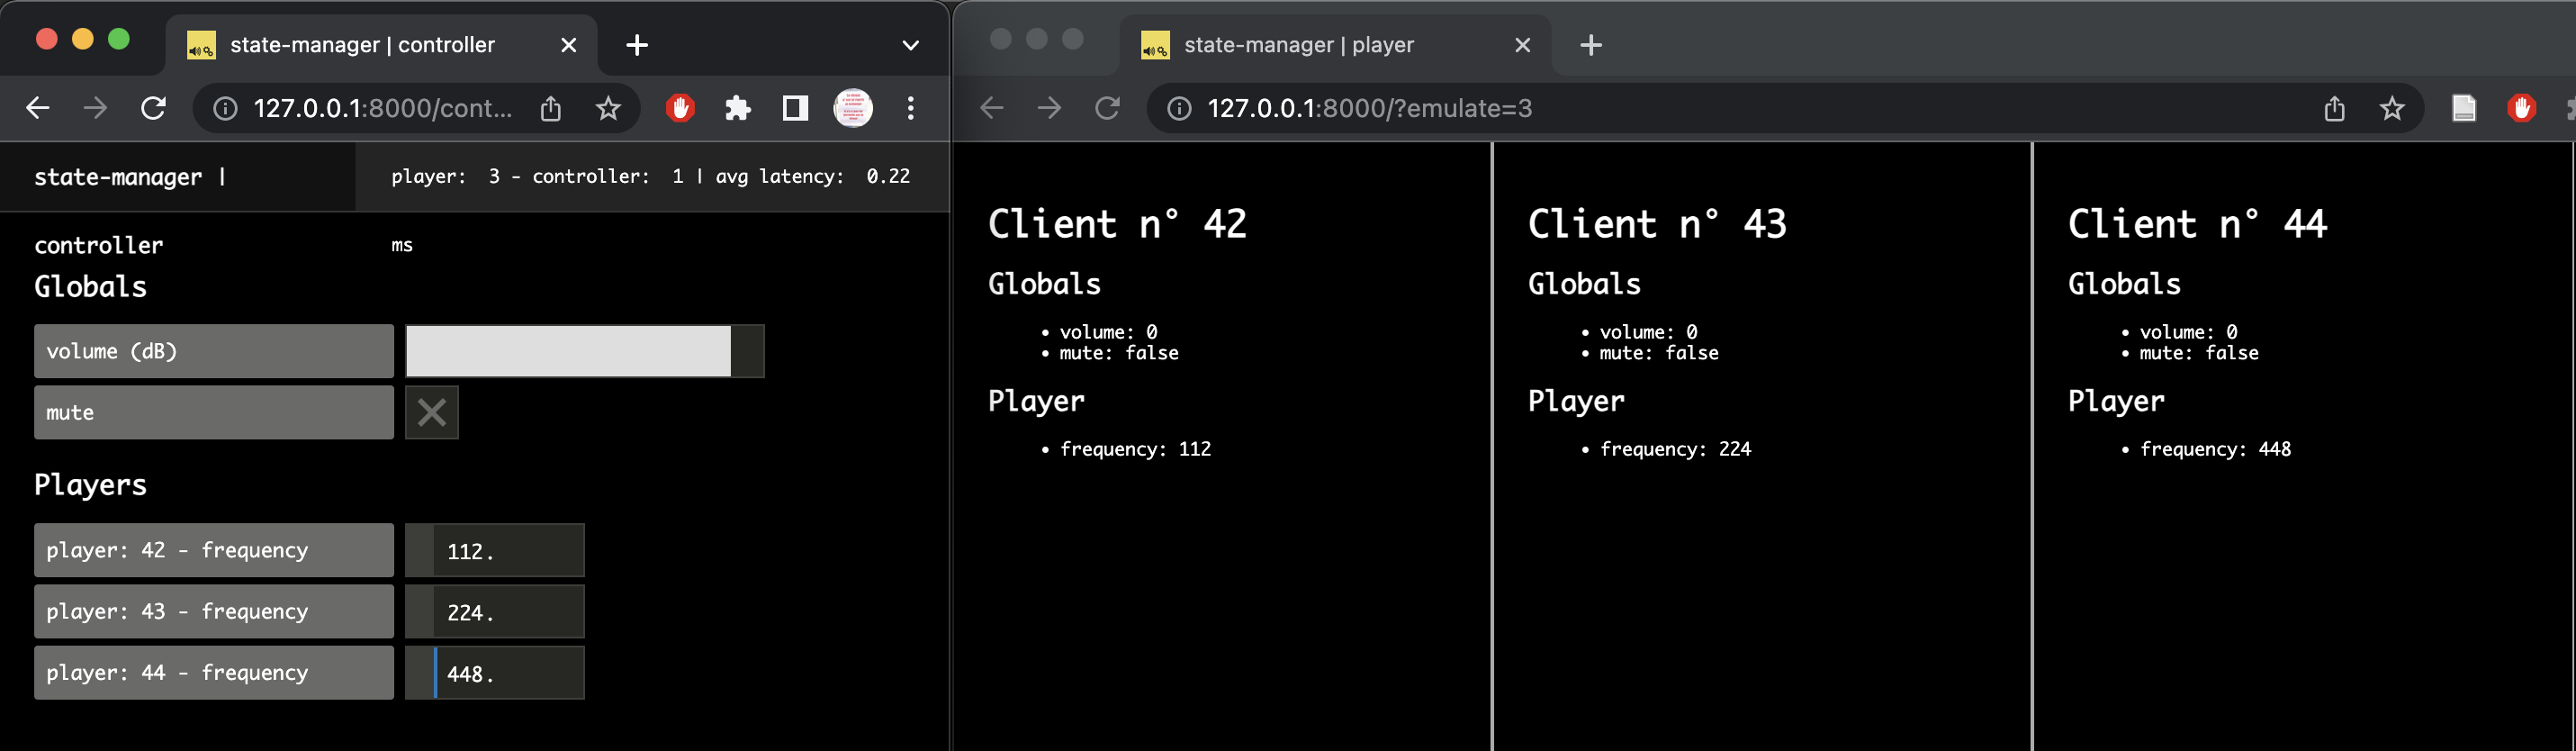 state-manager | controller
127.0.0.1:8000/cont...
state-manager |
controller
player: 3 - controller: 1 | avg latency: 0.22
ms
Globals
volume (dB)
mute
Players
player: 42 - frequency
112.
player: 43 - frequency
224.
player: 44 - frequency
448.
state-manager | player
127.0.0.1:8000/?emulate=3
Client n° 42
Globals
• volume: 0
• mute: false
Player
• frequency: 112
Client n° 43
Globals
• volume: 0
• mute: false
Player
• frequency: 224
Client n° 44
Globals
• volume: 0
• mute: false
Player
• frequency: 448